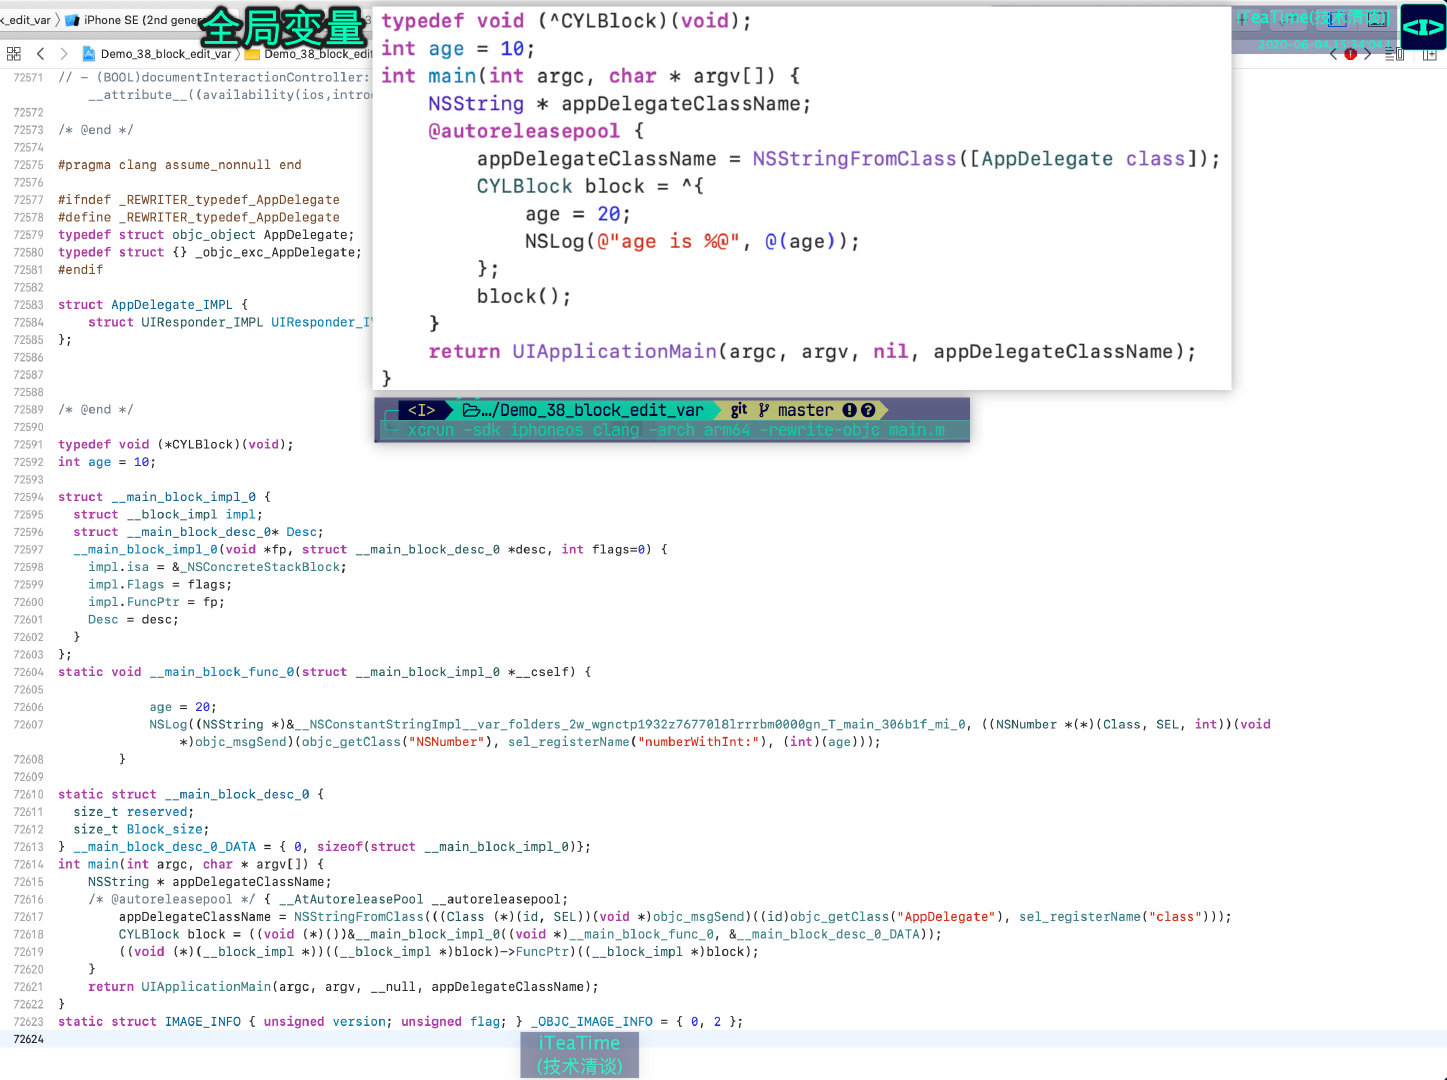 _edit_var
iPhone SE (2nd gener
全局变量
iTeaTime(技术清谈)
<I>
Demo_38_block_edit_var
Demo_38_block_edit
typedef void (^CYLBlock)(void);
int age = 10;
int main(int argc, char * argv[]) {
    NSString * appDelegateClassName;
    @autoreleasepool {
        appDelegateClassName = NSStringFromClass([AppDelegate class]);
        CYLBlock block = ^{
            age = 20;
            NSLog(@"age is %@", @(age));
        };
        block();
    }
    return UIApplicationMain(argc, argv, nil, appDelegateClassName);
}
<I> .../Demo_38_block_edit_var git master
xcrun -sdk iphoneos clang -arch arm64 -rewrite-objc main.m
72571 // - (BOOL)documentInteractionController:
__attribute__((availability(ios,intro
72572
72573 /* @end */
72574
72575 #pragma clang assume_nonnull end
72576
72577 #ifndef _REWRITER_typedef_AppDelegate
72578 #define _REWRITER_typedef_AppDelegate
72579 typedef struct objc_object AppDelegate;
72580 typedef struct {} _objc_exc_AppDelegate;
72581 #endif
72582
72583 struct AppDelegate_IMPL {
72584     struct UIResponder_IMPL UIResponder_I
72585 };
72586
72587
72588
72589 /* @end */
72590
72591 typedef void (*CYLBlock)(void);
72592 int age = 10;
72593
72594 struct __main_block_impl_0 {
72595   struct __block_impl impl;
72596   struct __main_block_desc_0* Desc;
72597   __main_block_impl_0(void *fp, struct __main_block_desc_0 *desc, int flags=0) {
72598     impl.isa = &_NSConcreteStackBlock;
72599     impl.Flags = flags;
72600     impl.FuncPtr = fp;
72601     Desc = desc;
72602   }
72603 };
72604 static void __main_block_func_0(struct __main_block_impl_0 *__cself) {
72605
72606             age = 20;
72607             NSLog((NSString *)&__NSConstantStringImpl__var_folders_2w_wgnctp1932z76770l8lrrrbm0000gn_T_main_306b1f_mi_0, ((NSNumber *(*)(Class, SEL, int))(void
*)objc_msgSend)(objc_getClass("NSNumber"), sel_registerName("numberWithInt:"), (int)(age)));
72608         }
72609
72610 static struct __main_block_desc_0 {
72611   size_t reserved;
72612   size_t Block_size;
72613 } __main_block_desc_0_DATA = { 0, sizeof(struct __main_block_impl_0)};
72614 int main(int argc, char * argv[]) {
72615     NSString * appDelegateClassName;
72616     /* @autoreleasepool */ { __AtAutoreleasePool __autoreleasepool;
72617         appDelegateClassName = NSStringFromClass(((Class (*)(id, SEL))(void *)objc_msgSend)((id)objc_getClass("AppDelegate"), sel_registerName("class")));
72618         CYLBlock block = ((void (*)())&__main_block_impl_0((void *)__main_block_func_0, &__main_block_desc_0_DATA));
72619         ((void (*)(__block_impl *))((__block_impl *)block)->FuncPtr)((__block_impl *)block);
72620     }
72621     return UIApplicationMain(argc, argv, __null, appDelegateClassName);
72622 }
72623 static struct IMAGE_INFO { unsigned version; unsigned flag; } _OBJC_IMAGE_INFO = { 0, 2 };
72624
iTeaTime
(技术清谈)